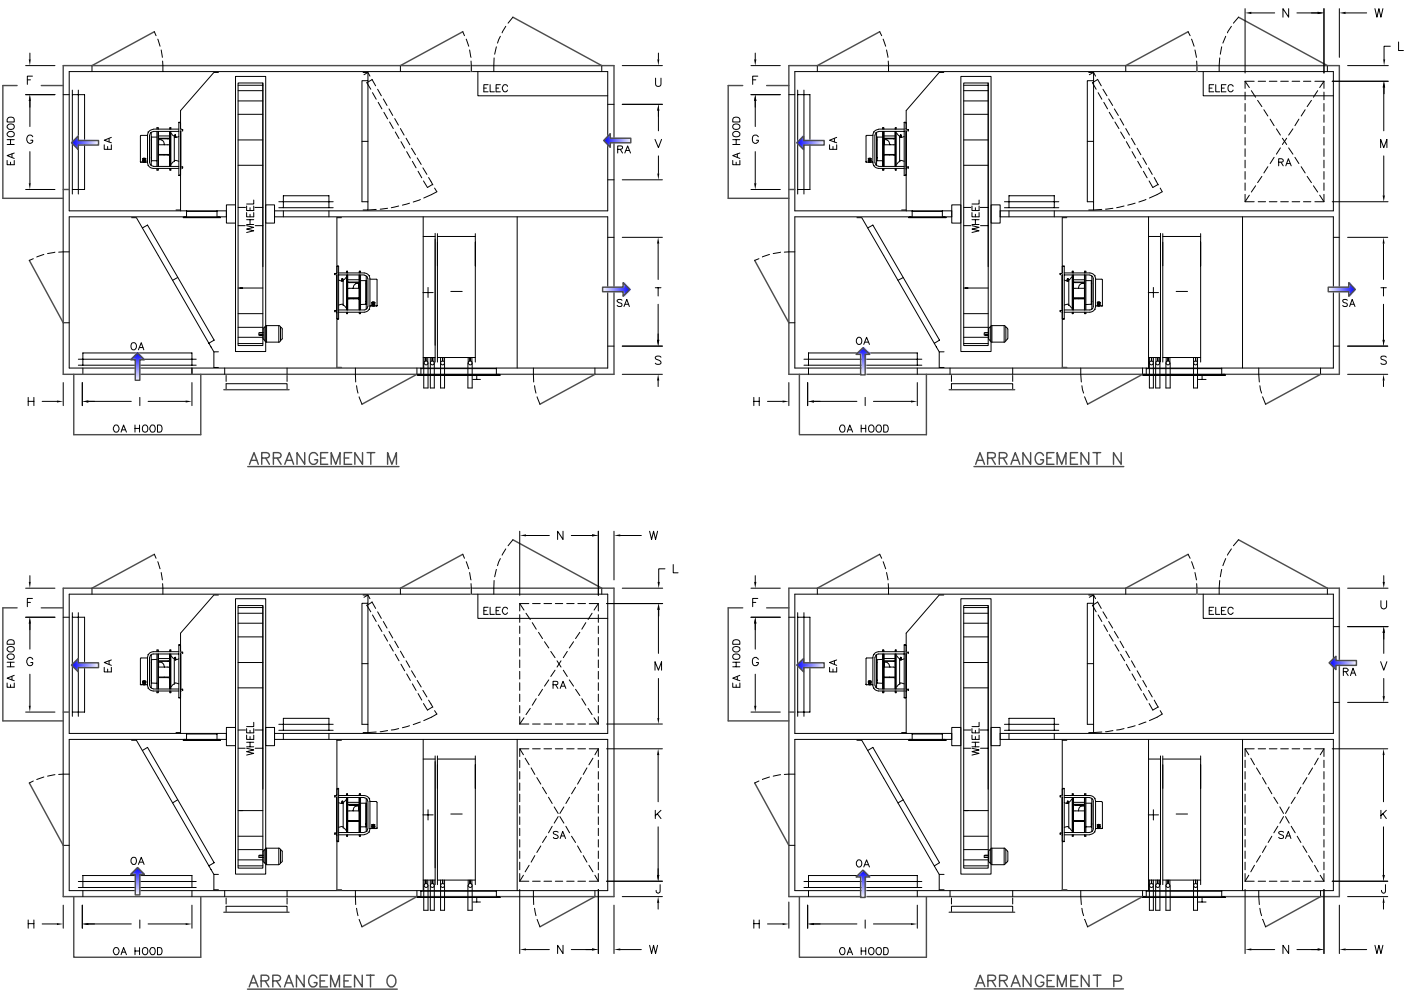 F
U
ELEC
EA HOOD
G
EA
V
RA
WHEEL
T
SA
OA
S
H
I
OA HOOD
ARRANGEMENT M
N
W
L
F
ELEC
EA HOOD
G
EA
M
RA
WHEEL
T
SA
OA
S
H
I
OA HOOD
ARRANGEMENT N
N
W
L
F
ELEC
EA HOOD
G
EA
M
RA
WHEEL
K
SA
OA
J
H
I
OA HOOD
N
W
ARRANGEMENT O
F
U
ELEC
EA HOOD
G
EA
V
RA
WHEEL
K
SA
OA
J
H
I
OA HOOD
N
W
ARRANGEMENT P